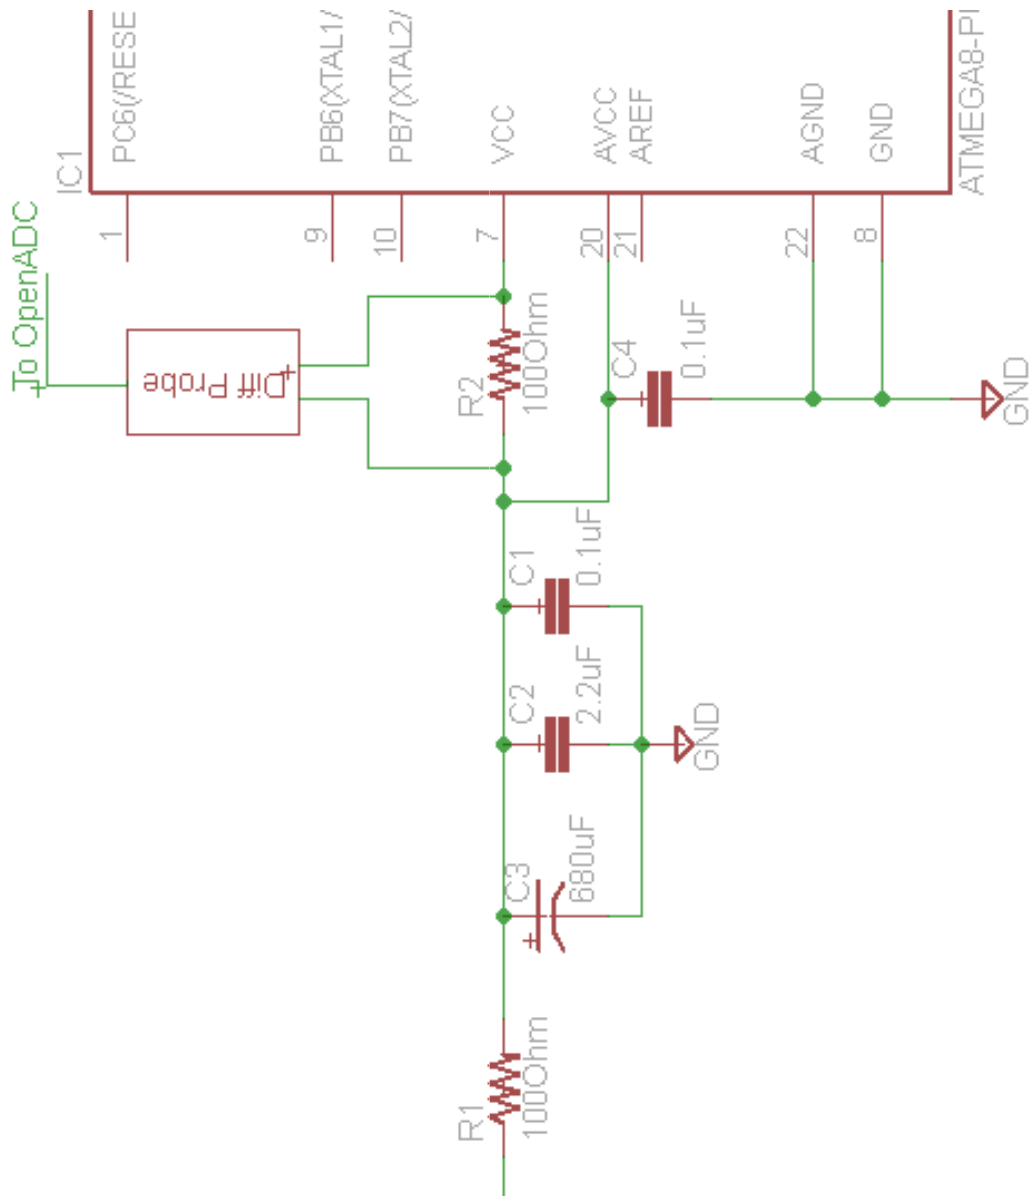 PC6(/RESE
PB6(XTAL1/
PB7(XTAL2/
VCC
AVCC
AREF
AGND
GND
IC1
ATMEGA8-PI
1
9
10
7
20
21
22
8
To OpenADC
Diff Probe
+
R2
100Ohm
C4
0.1uF
GND
C1
0.1uF
C2
2.2uF
GND
C3
680uF
R1
100Ohm